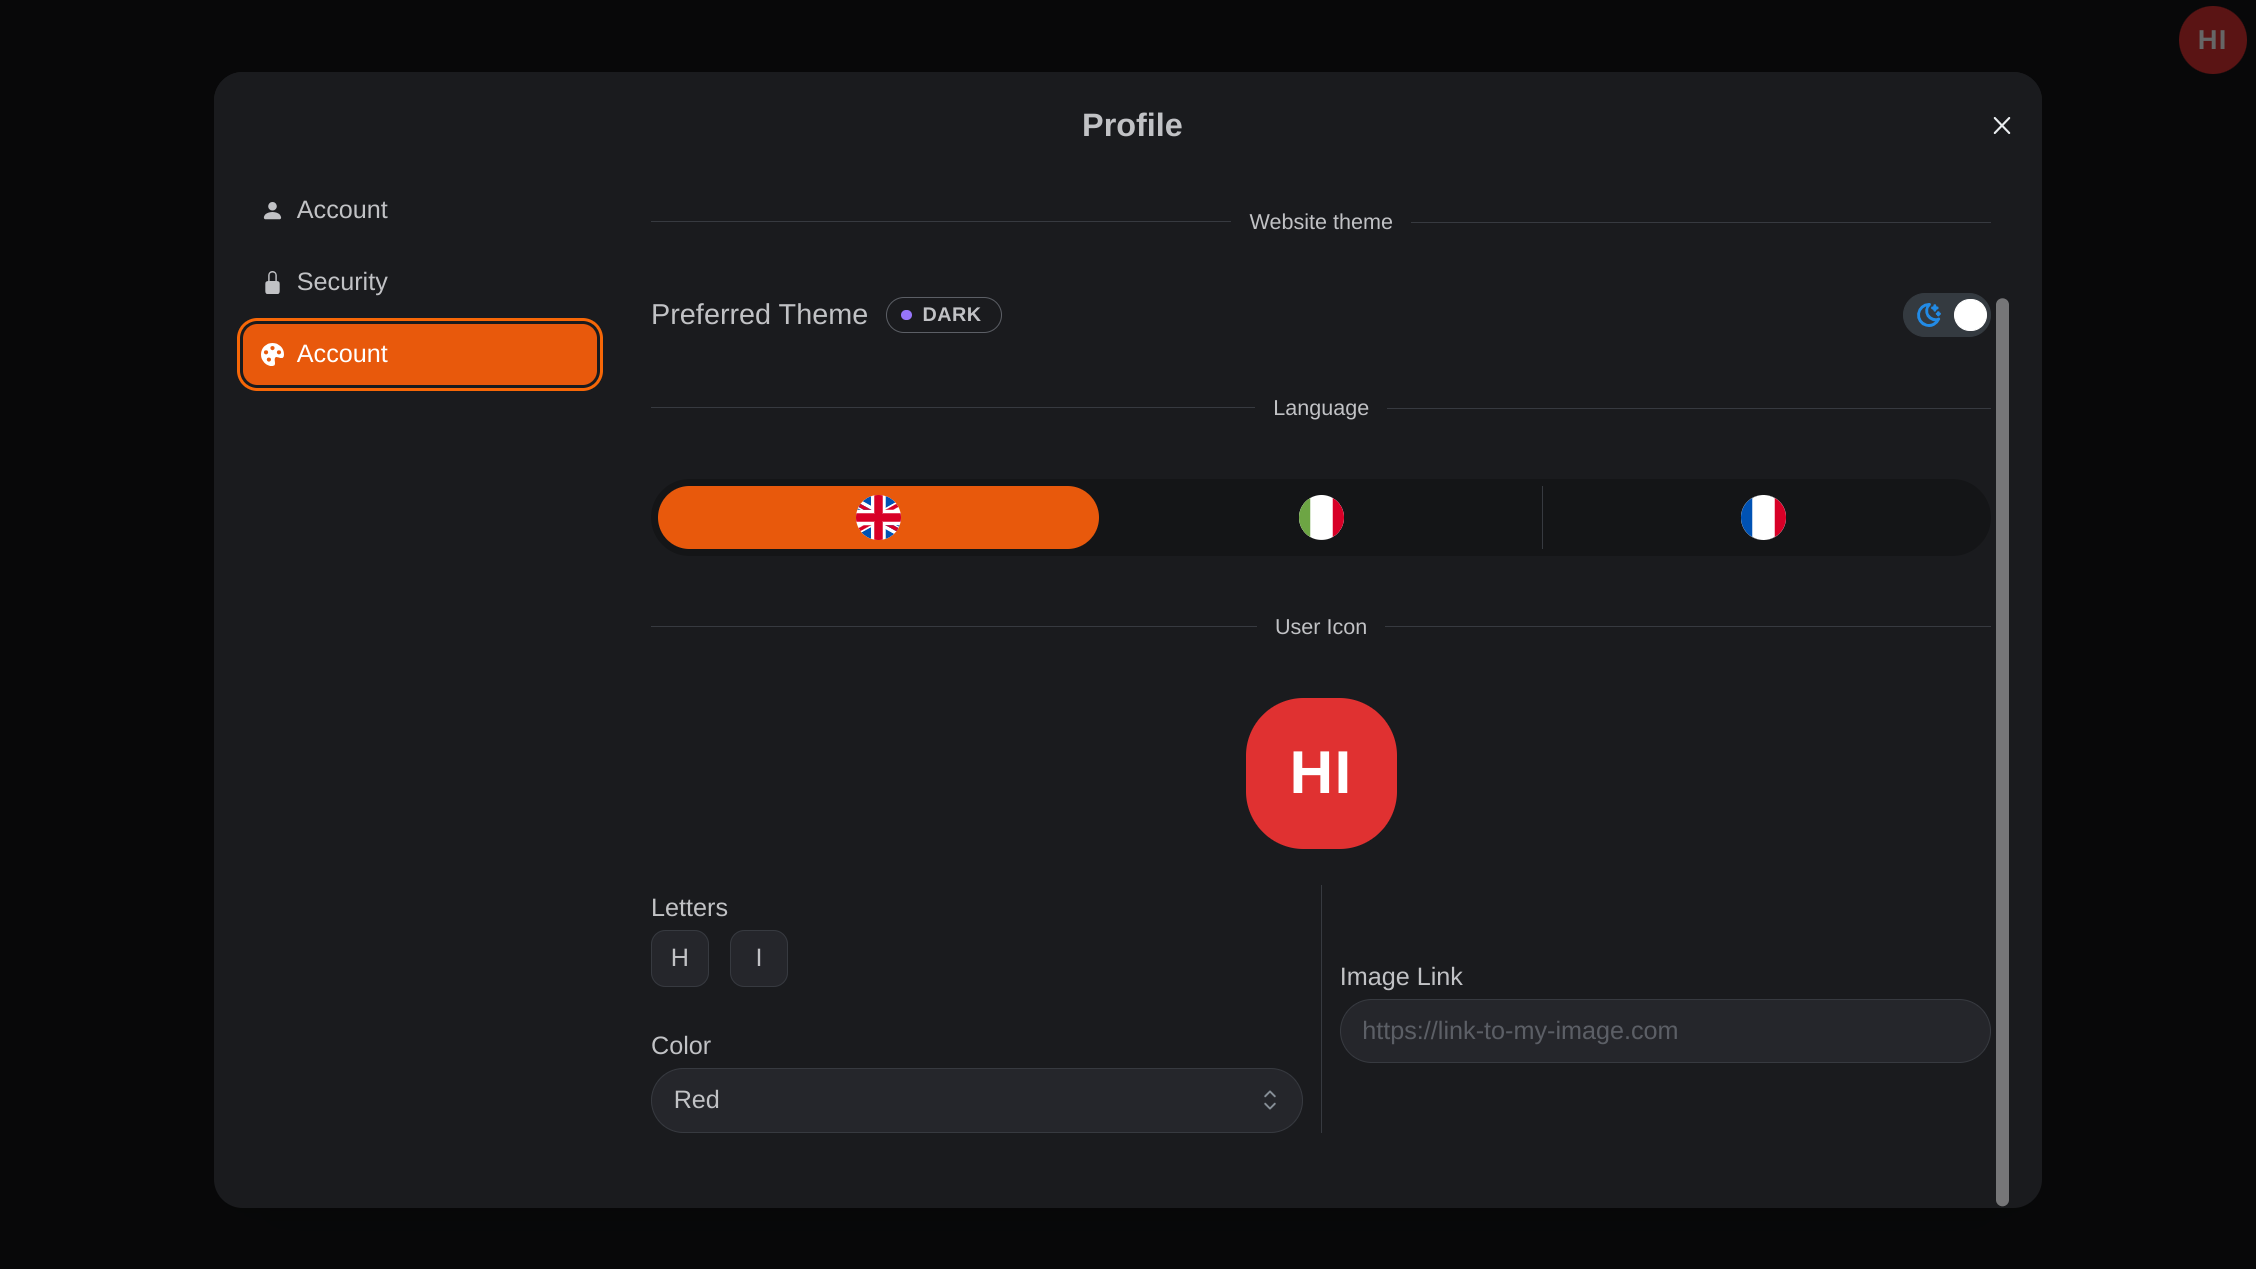 HI
Profile
Account
Security
Account
Website theme
Preferred Theme DARK
Language
User Icon
HI
Letters
H I
Color
Red
Image Link
https://link-to-my-image.com